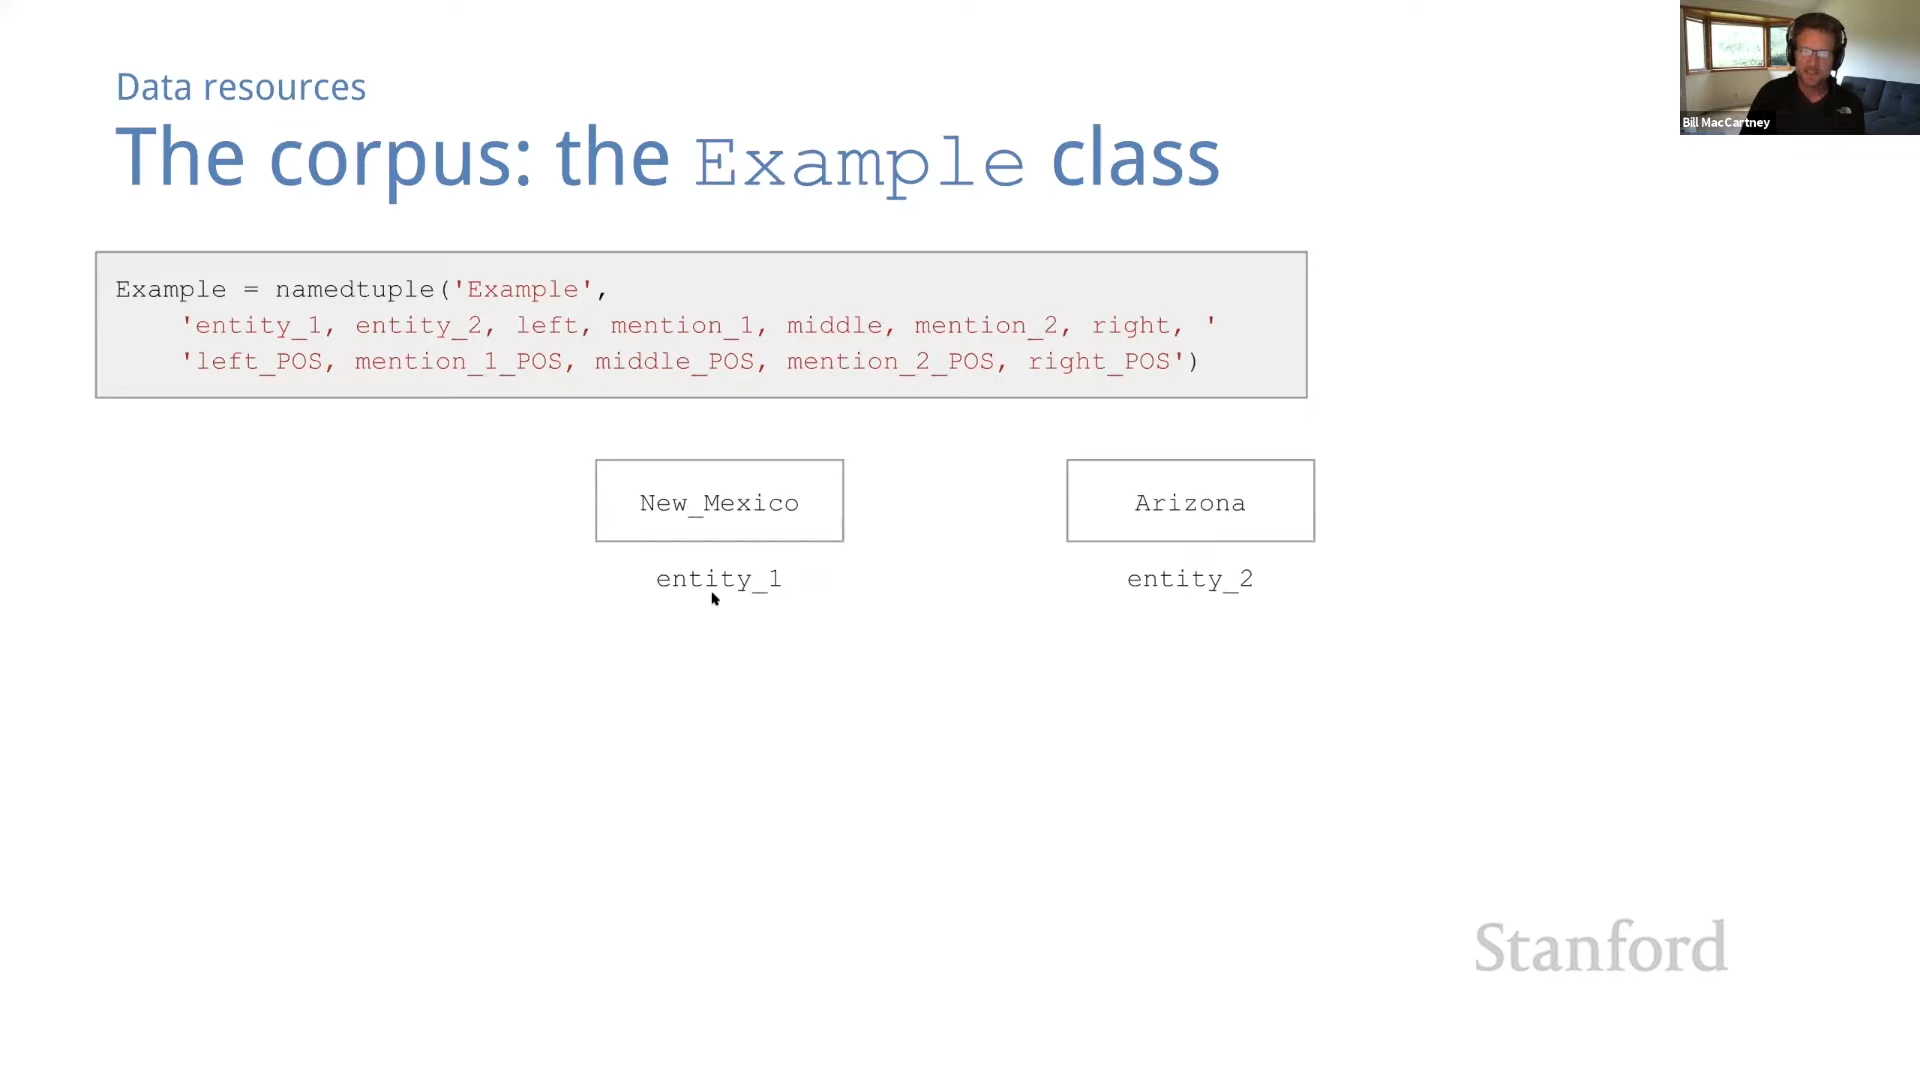 Data resources
The corpus: the Example class
Example = namedtuple('Example',
'entity_1, entity_2, left, mention_1, middle, mention_2, right, '
'left_POS, mention_1_POS, middle_POS, mention_2_POS, right_POS')
New_Mexico
Arizona
entity_1
entity_2
Stanford
Bill MacCartney